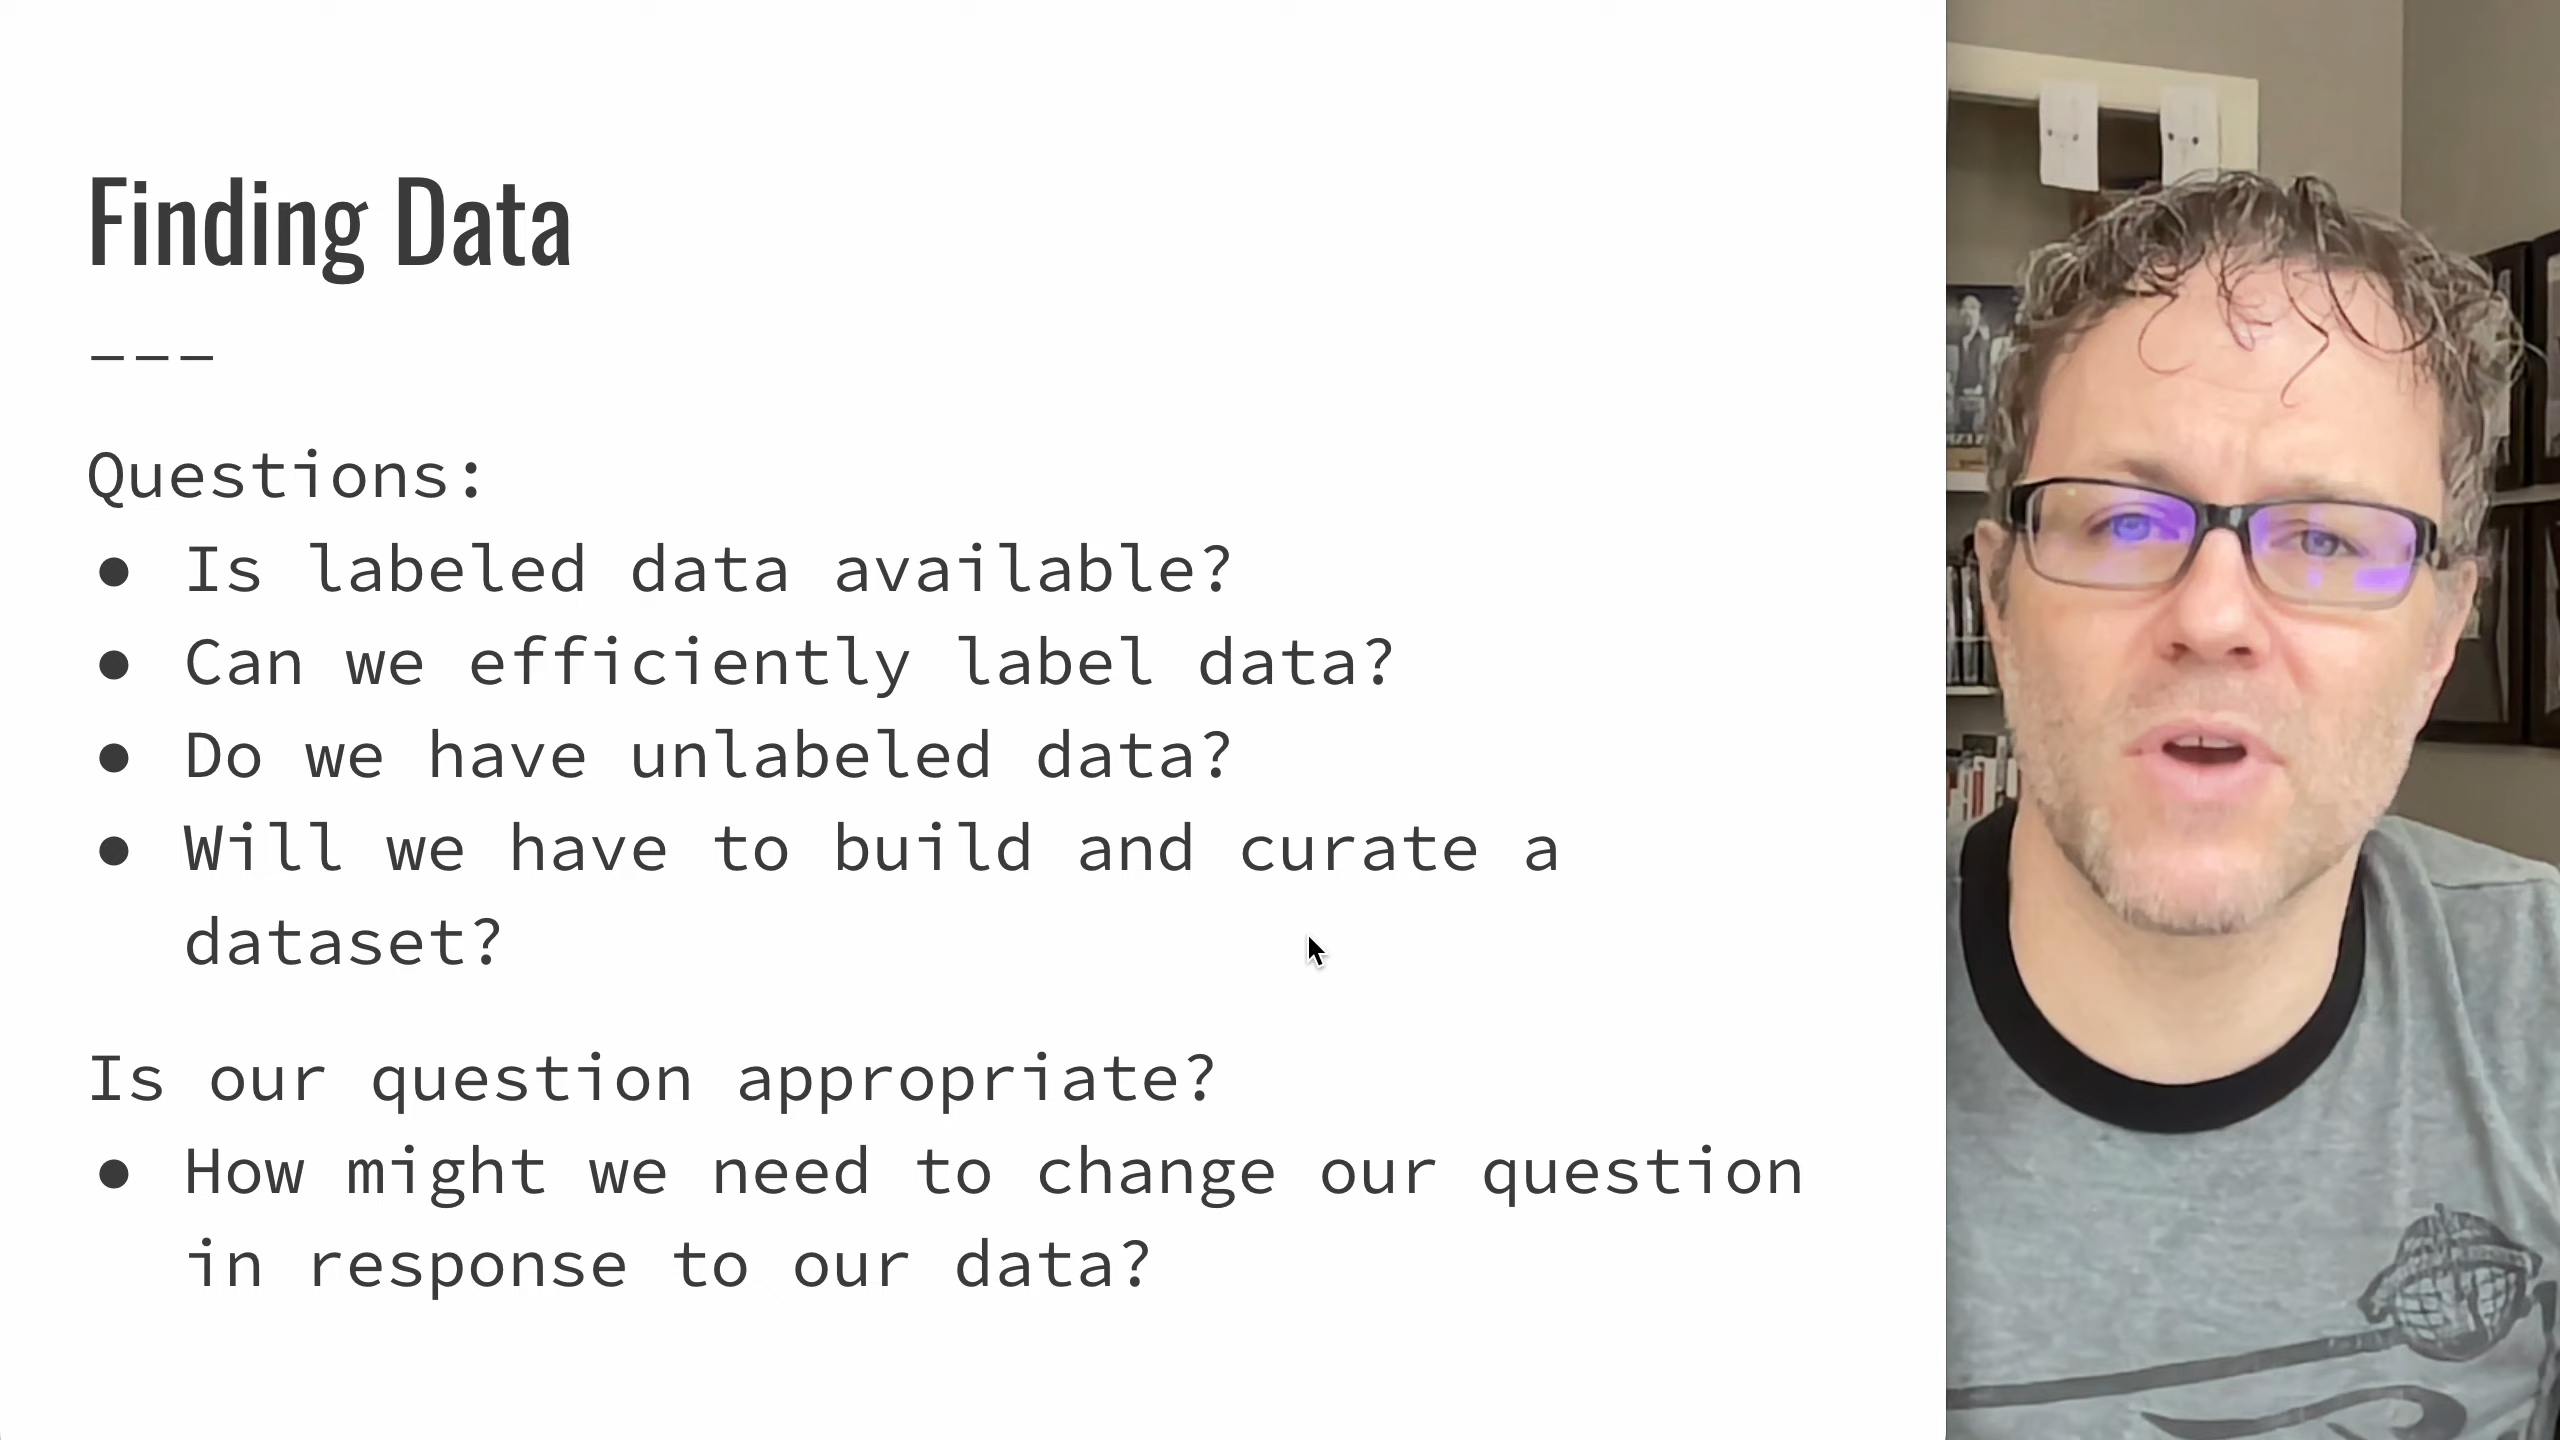 Finding Data
———
Questions:
● Is labeled data available?
● Can we efficiently label data?
● Do we have unlabeled data?
● Will we have to build and curate a
dataset?
Is our question appropriate?
● How might we need to change our question
in response to our data?